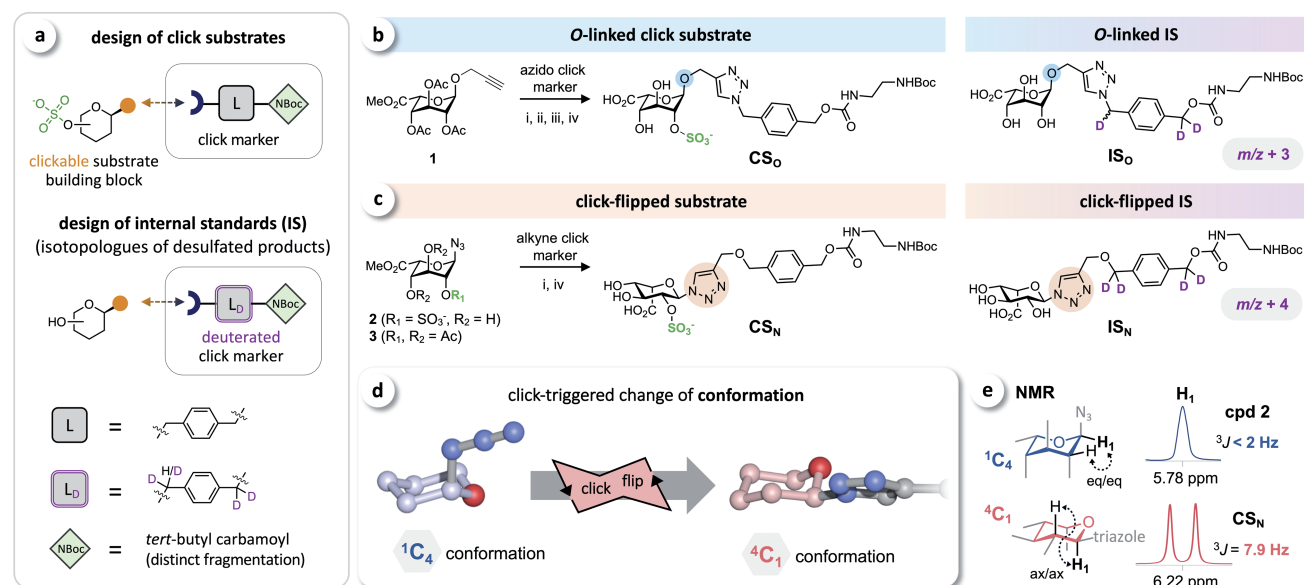 a
design of click substrates
-O
O
S
O
O
O
L
NBoc
click marker
clickable substrate
building block
design of internal standards (IS)
(isotopologues of desulfated products)
HO
O
LD
NBoc
deuterated
click marker
L
=
LD
=
H/D
D
D
D
NBoc
=
tert-butyl carbamoyl
(distinct fragmentation)
b
O-linked click substrate
O-linked IS
OAc
O
O
MeO2C
OAc
OAc
1
azido click
marker
i, ii, iii, iv
HO2C
OH
O
O
OH
O
SO3-
N
N
N
O
H
N
O
NHBoc
CSO
HO2C
OH
O
O
OH
OH
N
N
N
D
D
D
O
H
N
O
NHBoc
ISO
m/z + 3
c
click-flipped substrate
click-flipped IS
OR2
N3
O
MeO2C
OR2
O
R1
2 (R1 = SO3-, R2 = H)
3 (R1, R2 = Ac)
alkyne click
marker
i, iv
HO
HO
O
HO2C
O
SO3-
N
N
N
O
O
H
N
O
NHBoc
CSN
HO
HO
O
HO2C
OH
N
N
N
O
D
D
D
D
O
H
N
O
NHBoc
ISN
m/z + 4
d
click-triggered change of conformation
click
flip
1C4 conformation
4C1 conformation
e
NMR
H1
cpd 2
3J < 2 Hz
N3
O
H1
H
1C4
eq/eq
5.78 ppm
4C1
H
O
triazole
H1
ax/ax
CSN
3J = 7.9 Hz
6.22 ppm